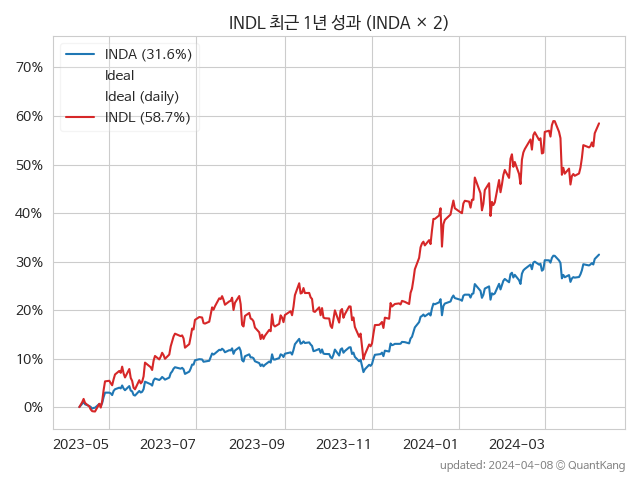 INDL 최근 1년 성과 (INDA × 2)
INDA (31.6%)
Ideal
Ideal (daily)
INDL (58.7%)
70%
60%
50%
40%
30%
20%
10%
0%
2023-05 2023-07 2023-09 2023-11 2024-01 2024-03
updated: 2024-04-08 © QuantKang